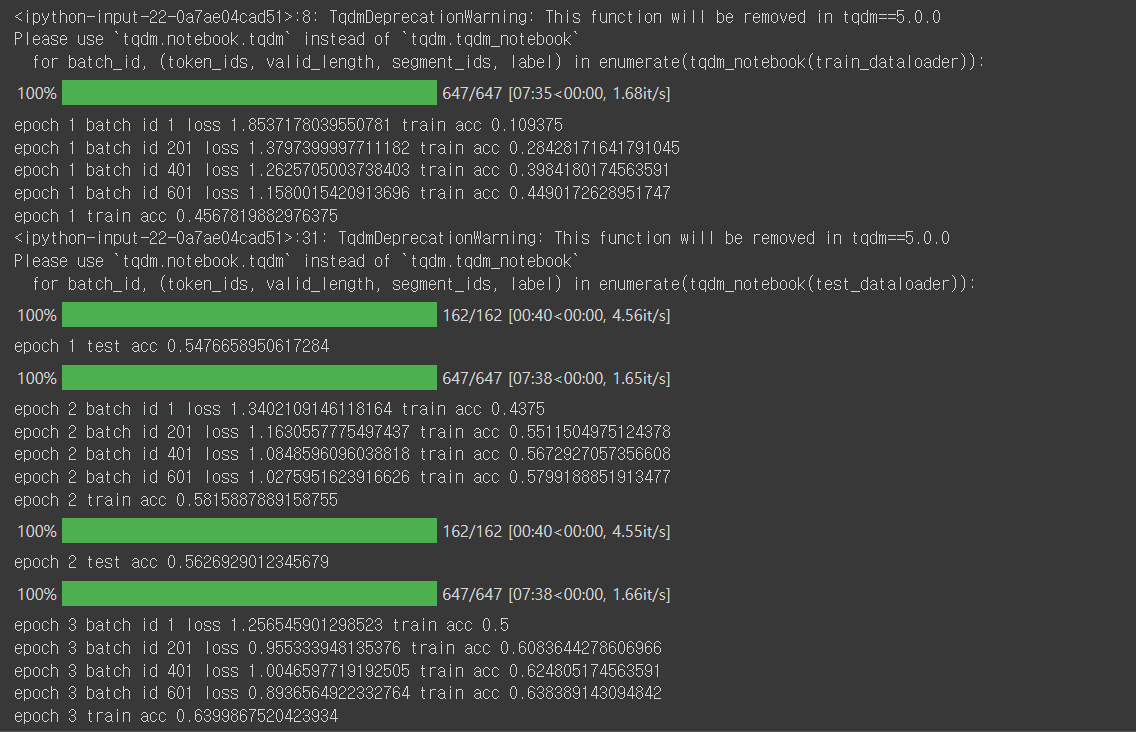 <ipython-input-22-0a7ae04cad51>:8: TqdmDeprecationWarning: This function will be removed in tqdm==5.0.0
Please use `tqdm.notebook.tqdm` instead of `tqdm.tqdm_notebook`
  for batch_id, (token_ids, valid_length, segment_ids, label) in enumerate(tqdm_notebook(train_dataloader)):
100% 647/647 [07:35<00:00, 1.68it/s]
epoch 1 batch id 1 loss 1.8537178039550781 train acc 0.109375
epoch 1 batch id 201 loss 1.3797399997711182 train acc 0.28428171641791045
epoch 1 batch id 401 loss 1.2625705003738403 train acc 0.3984180174563591
epoch 1 batch id 601 loss 1.1580015420913696 train acc 0.4490172628951747
epoch 1 train acc 0.4567819882976375
<ipython-input-22-0a7ae04cad51>:31: TqdmDeprecationWarning: This function will be removed in tqdm==5.0.0
Please use `tqdm.notebook.tqdm` instead of `tqdm.tqdm_notebook`
  for batch_id, (token_ids, valid_length, segment_ids, label) in enumerate(tqdm_notebook(test_dataloader)):
100% 162/162 [00:40<00:00, 4.56it/s]
epoch 1 test acc 0.5476658950617284
100% 647/647 [07:38<00:00, 1.65it/s]
epoch 2 batch id 1 loss 1.3402109146118164 train acc 0.4375
epoch 2 batch id 201 loss 1.1630557775497437 train acc 0.5511504975124378
epoch 2 batch id 401 loss 1.0848596096038818 train acc 0.5672927057356608
epoch 2 batch id 601 loss 1.0275951623916626 train acc 0.5799188851913477
epoch 2 train acc 0.5815887889158755
100% 162/162 [00:40<00:00, 4.55it/s]
epoch 2 test acc 0.5626929012345679
100% 647/647 [07:38<00:00, 1.66it/s]
epoch 3 batch id 1 loss 1.256545901298523 train acc 0.5
epoch 3 batch id 201 loss 0.955333948135376 train acc 0.6083644278606966
epoch 3 batch id 401 loss 1.0046597719192505 train acc 0.624805174563591
epoch 3 batch id 601 loss 0.8936564922332764 train acc 0.638389143094842
epoch 3 train acc 0.6399867520423934